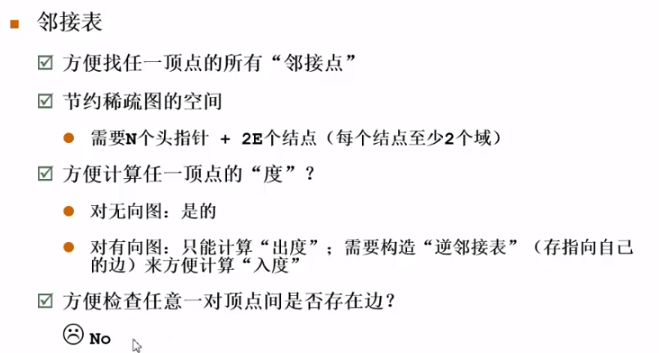 邻接表
方便找任一顶点的所有“邻接点”
节约稀疏图的空间
需要N个头指针 + 2E个结点（每个结点至少2个域）
方便计算任一顶点的“度”？
对无向图：是的
对有向图：只能计算“出度”；需要构造“逆邻接表”（存指向自己
的边）来方便计算“入度”
方便检查任意一对顶点间是否存在边？
No